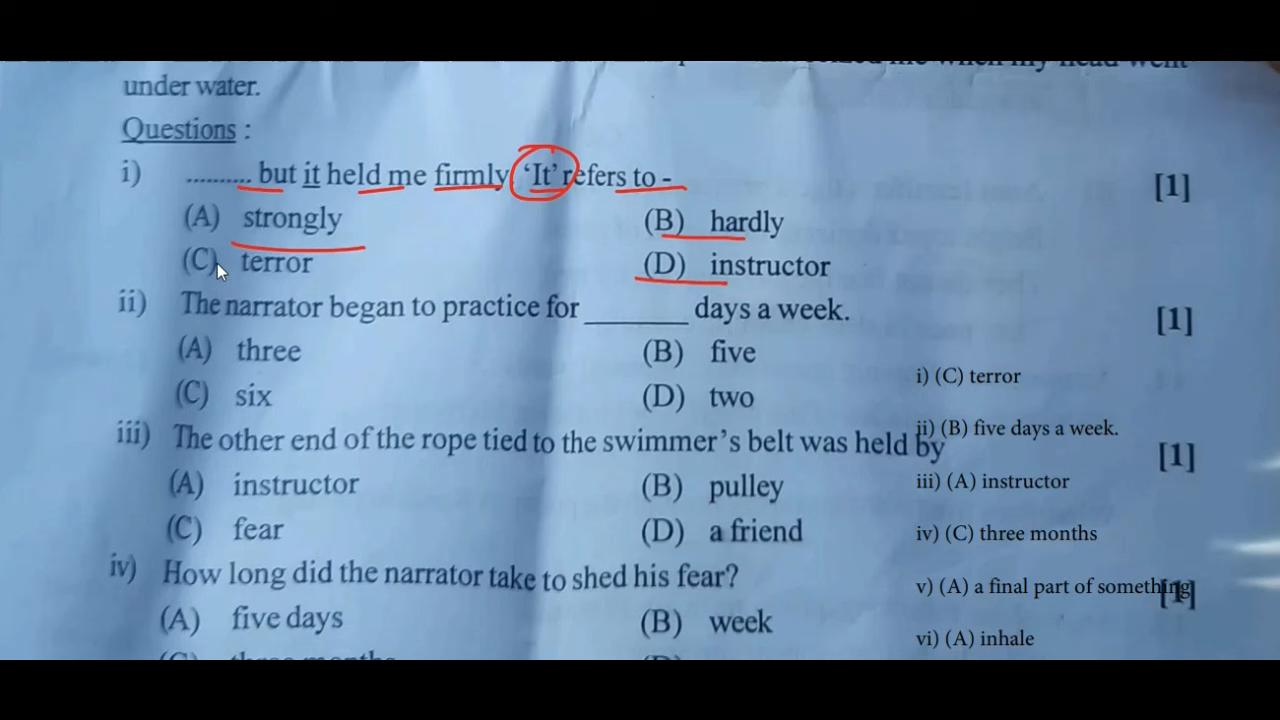 under water.
Questions :
i) .......... but it held me firmly 'It' refers to - [1]
(A) strongly (B) hardly
(C) terror (D) instructor
ii) The narrator began to practice for ________ days a week. [1]
(A) three (B) five
(C) six (D) two
iii) The other end of the rope tied to the swimmer's belt was held by [1]
(A) instructor (B) pulley
(C) fear (D) a friend
iv) How long did the narrator take to shed his fear? [1]
(A) five days (B) week
i) (C) terror
ii) (B) five days a week.
iii) (A) instructor
iv) (C) three months
v) (A) a final part of something
vi) (A) inhale